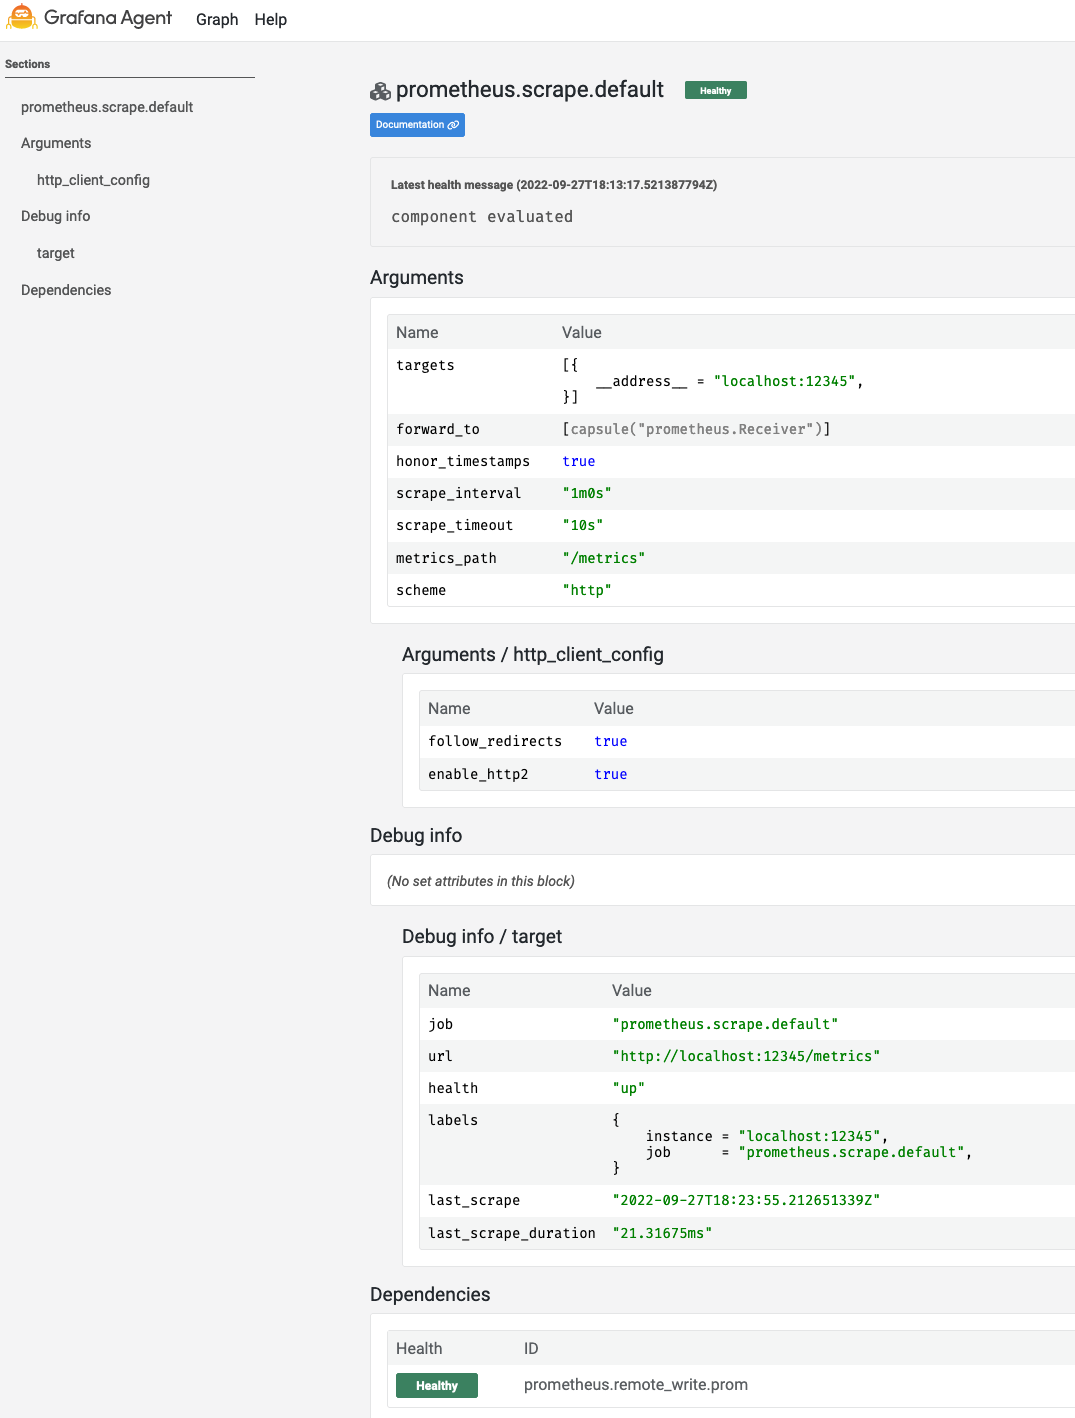 Grafana Agent Graph Help
Sections
prometheus.scrape.default
Arguments
http_client_config
Debug info
target
Dependencies
prometheus.scrape.default Healthy
Documentation
Latest health message (2022-09-27T18:13:17.521387794Z)
component evaluated
Arguments
Name Value
targets [{
__address__ = "localhost:12345",
}]
forward_to [capsule("prometheus.Receiver")]
honor_timestamps true
scrape_interval "1m0s"
scrape_timeout "10s"
metrics_path "/metrics"
scheme "http"
Arguments / http_client_config
Name Value
follow_redirects true
enable_http2 true
Debug info
(No set attributes in this block)
Debug info / target
Name Value
job "prometheus.scrape.default"
url "http://localhost:12345/metrics"
health "up"
labels {
instance = "localhost:12345",
job = "prometheus.scrape.default",
}
last_scrape "2022-09-27T18:23:55.212651339Z"
last_scrape_duration "21.31675ms"
Dependencies
Health ID
Healthy prometheus.remote_write.prom